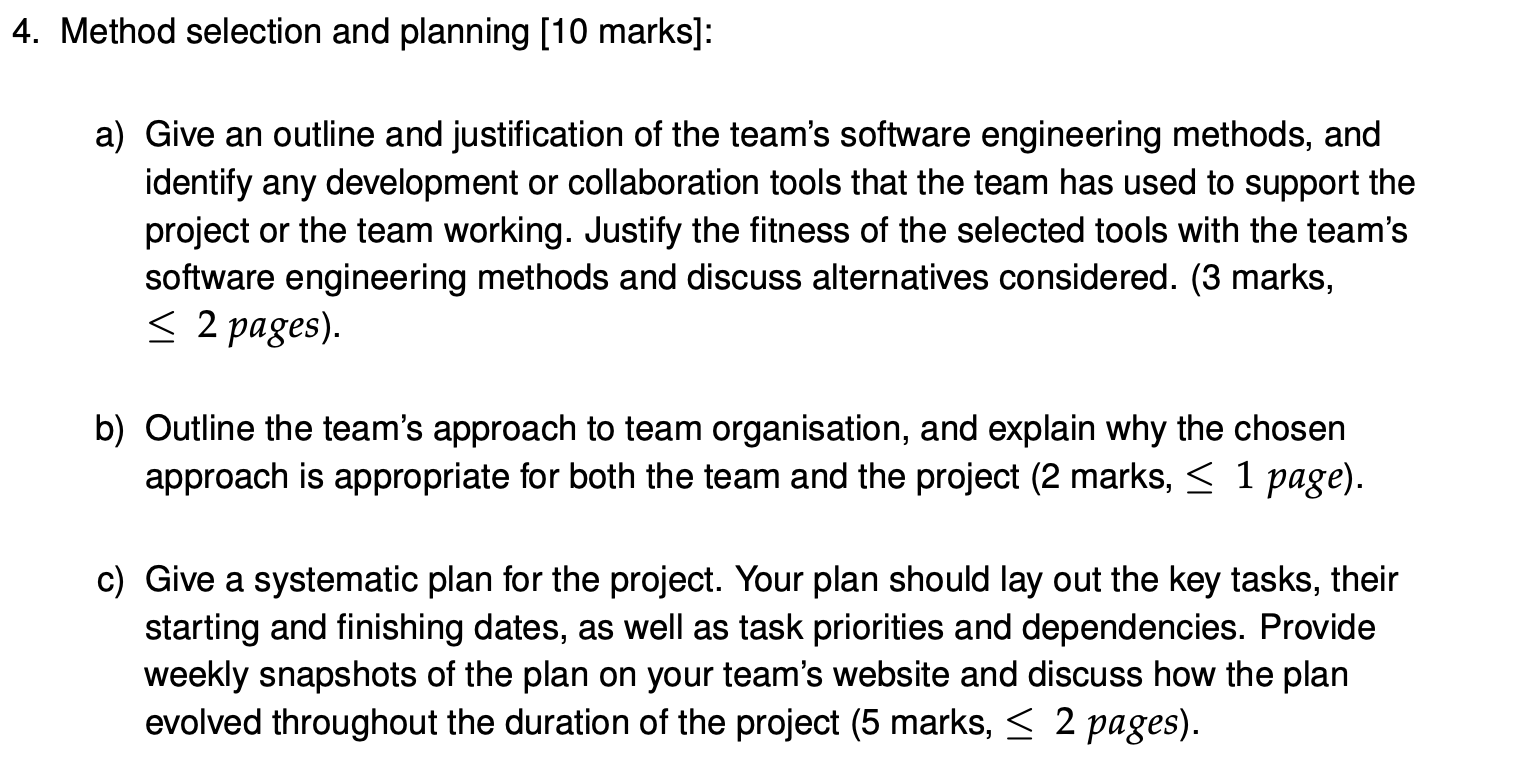 4. Method selection and planning [10 marks]:
a) Give an outline and justification of the team's software engineering methods, and
identify any development or collaboration tools that the team has used to support the
project or the team working. Justify the fitness of the selected tools with the team's
software engineering methods and discuss alternatives considered. (3 marks,
≤ 2 pages).
b) Outline the team's approach to team organisation, and explain why the chosen
approach is appropriate for both the team and the project (2 marks, ≤ 1 page).
c) Give a systematic plan for the project. Your plan should lay out the key tasks, their
starting and finishing dates, as well as task priorities and dependencies. Provide
weekly snapshots of the plan on your team's website and discuss how the plan
evolved throughout the duration of the project (5 marks, ≤ 2 pages).